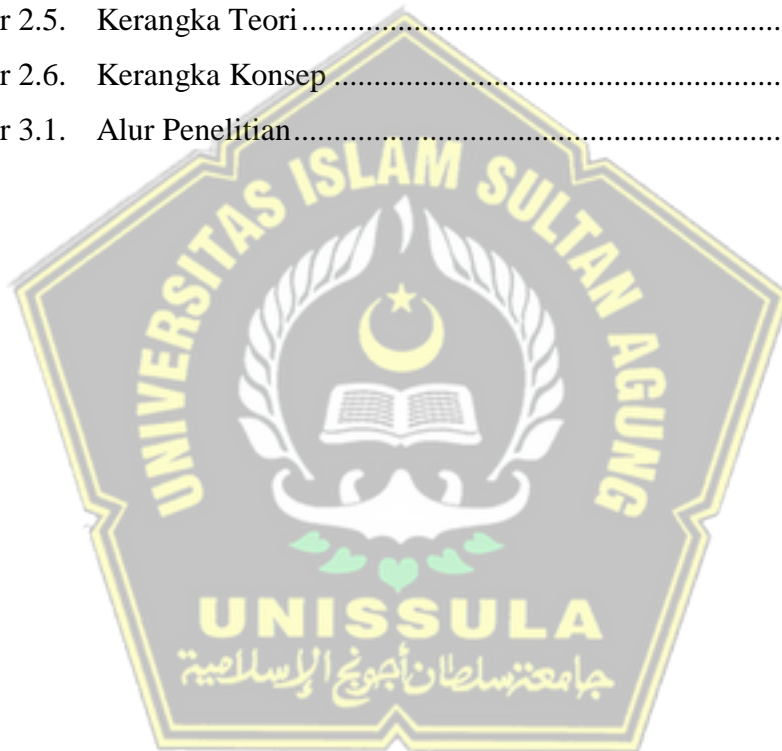 r 2.5. Kerangka Teori
r 2.6. Kerangka Konsep
r 3.1. Alur Penelitian
UNIVERSITAS ISLAM SULTAN AGUNG
UNISSULA
جامعة سلطان أجونج الإسلامية